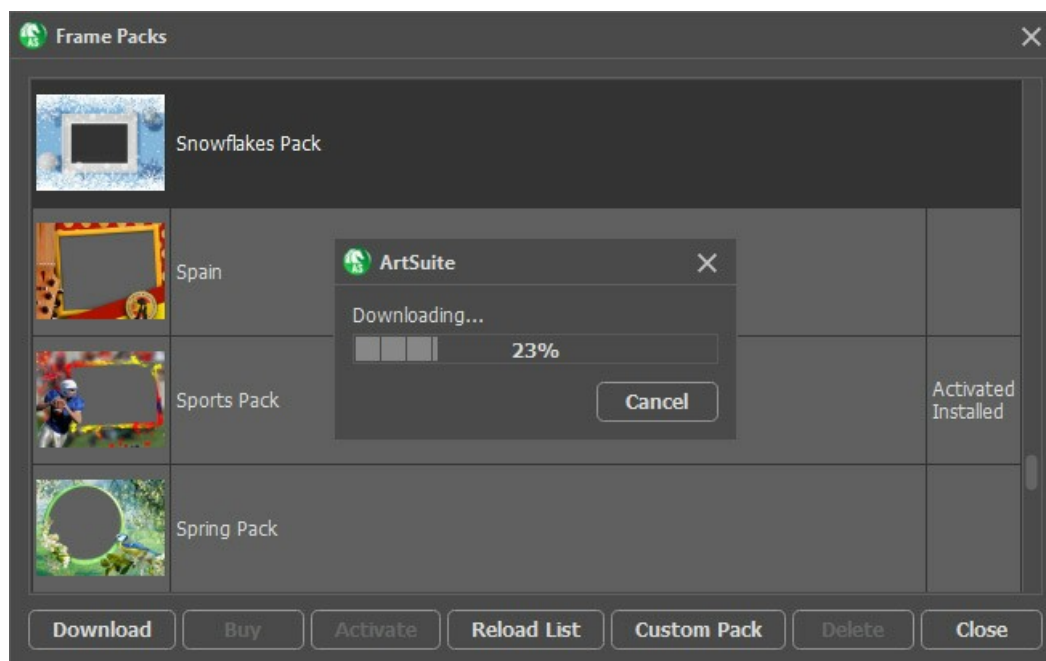 Frame Packs
Snowflakes Pack
Spain
ArtSuite
Downloading...
23%
Cancel
Sports Pack
Activated
Installed
Spring Pack
Download
Buy
Activate
Reload List
Custom Pack
Delete
Close